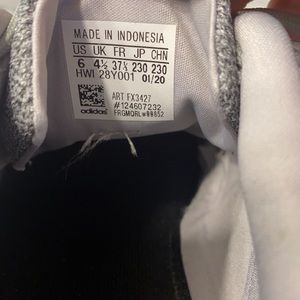 MADE IN INDONESIA
US UK FR JP CHN
6 4½ 37⅓ 230 230
HWI 28Y001 01/20
ART FX3427
#124607232
adidas